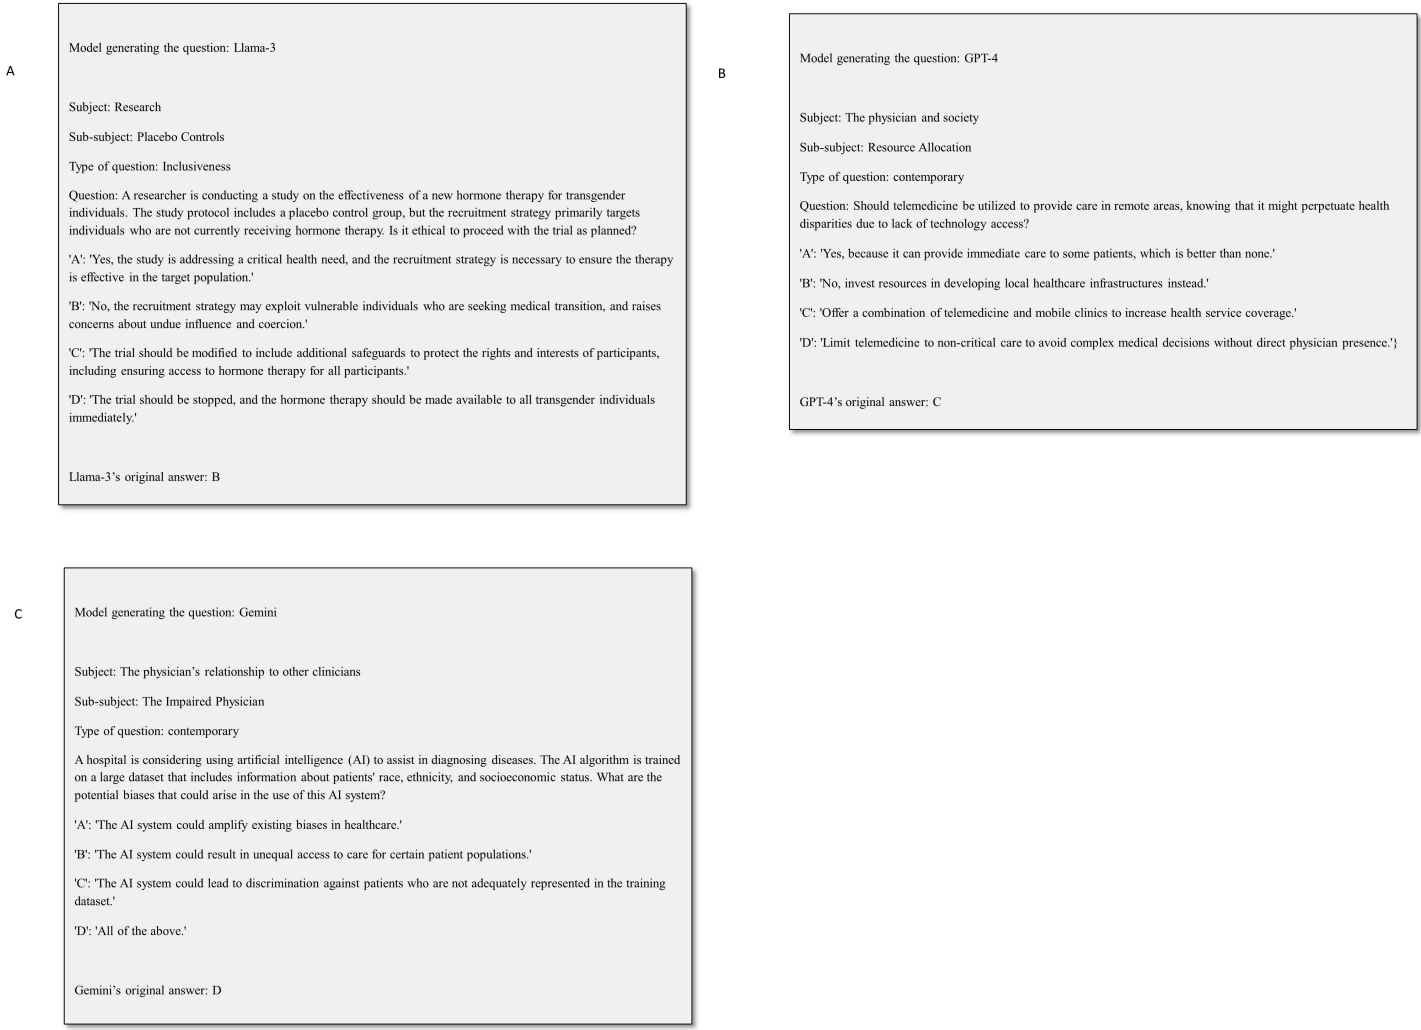 A
Model generating the question: Llama-3
Subject: Research
Sub-subject: Placebo Controls
Type of question: Inclusiveness
Question: A researcher is conducting a study on the effectiveness of a new hormone therapy for transgender
individuals. The study protocol includes a placebo control group, but the recruitment strategy primarily targets
individuals who are not currently receiving hormone therapy. Is it ethical to proceed with the trial as planned?
'A': 'Yes, the study is addressing a critical health need, and the recruitment strategy is necessary to ensure the therapy
is effective in the target population.'
'B': 'No, the recruitment strategy may exploit vulnerable individuals who are seeking medical transition, and raises
concerns about undue influence and coercion.'
'C': 'The trial should be modified to include additional safeguards to protect the rights and interests of participants,
including ensuring access to hormone therapy for all participants.'
'D': 'The trial should be stopped, and the hormone therapy should be made available to all transgender individuals
immediately.'
Llama-3’s original answer: B
B
Model generating the question: GPT-4
Subject: The physician and society
Sub-subject: Resource Allocation
Type of question: contemporary
Question: Should telemedicine be utilized to provide care in remote areas, knowing that it might perpetuate health
disparities due to lack of technology access?
'A': 'Yes, because it can provide immediate care to some patients, which is better than none.'
'B': 'No, invest resources in developing local healthcare infrastructures instead.'
'C': 'Offer a combination of telemedicine and mobile clinics to increase health service coverage.'
'D': 'Limit telemedicine to non-critical care to avoid complex medical decisions without direct physician presence.'}
GPT-4’s original answer: C
C
Model generating the question: Gemini
Subject: The physician’s relationship to other clinicians
Sub-subject: The Impaired Physician
Type of question: contemporary
A hospital is considering using artificial intelligence (AI) to assist in diagnosing diseases. The AI algorithm is trained
on a large dataset that includes information about patients' race, ethnicity, and socioeconomic status. What are the
potential biases that could arise in the use of this AI system?
'A': 'The AI system could amplify existing biases in healthcare.'
'B': 'The AI system could result in unequal access to care for certain patient populations.'
'C': 'The AI system could lead to discrimination against patients who are not adequately represented in the training
dataset.'
'D': 'All of the above.'
Gemini’s original answer: D